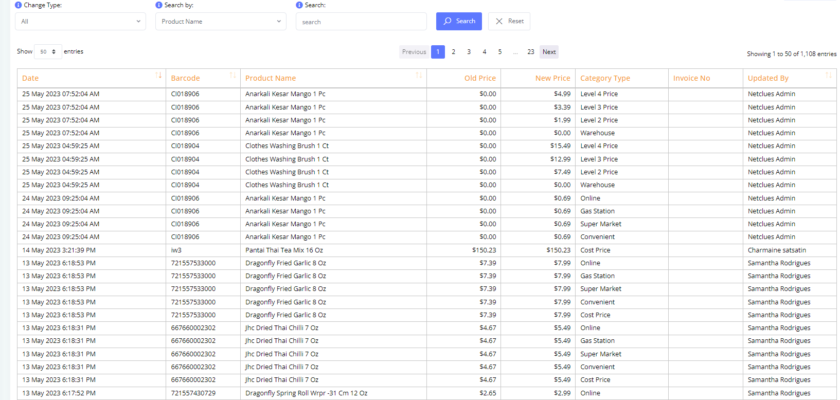 Change Type: Search by: Search:
All Product Name search Search Reset
Show 50 entries Previous 1 2 3 4 5 ... 23 Next Showing 1 to 50 of 1,108 entries
Date Barcode Product Name Old Price New Price Category Type Invoice No Updated By
25 May 2023 07:52:04 AM CI018906 Anarkali Kesar Mango 1 Pc $0.00 $4.99 Level 4 Price Netclues Admin
25 May 2023 07:52:04 AM CI018906 Anarkali Kesar Mango 1 Pc $0.00 $3.39 Level 3 Price Netclues Admin
25 May 2023 07:52:04 AM CI018906 Anarkali Kesar Mango 1 Pc $0.00 $1.99 Level 2 Price Netclues Admin
25 May 2023 07:52:04 AM CI018906 Anarkali Kesar Mango 1 Pc $0.00 $0.00 Warehouse Netclues Admin
25 May 2023 04:59:25 AM CI018904 Clothes Washing Brush 1 Ct $0.00 $15.49 Level 4 Price Netclues Admin
25 May 2023 04:59:25 AM CI018904 Clothes Washing Brush 1 Ct $0.00 $12.99 Level 3 Price Netclues Admin
25 May 2023 04:59:25 AM CI018904 Clothes Washing Brush 1 Ct $0.00 $7.49 Level 2 Price Netclues Admin
25 May 2023 04:59:25 AM CI018904 Clothes Washing Brush 1 Ct $0.00 $0.00 Warehouse Netclues Admin
24 May 2023 09:25:04 AM CI018906 Anarkali Kesar Mango 1 Pc $0.00 $0.69 Online Netclues Admin
24 May 2023 09:25:04 AM CI018906 Anarkali Kesar Mango 1 Pc $0.00 $0.69 Gas Station Netclues Admin
24 May 2023 09:25:04 AM CI018906 Anarkali Kesar Mango 1 Pc $0.00 $0.69 Super Market Netclues Admin
24 May 2023 09:25:04 AM CI018906 Anarkali Kesar Mango 1 Pc $0.00 $0.69 Convenient Netclues Admin
14 May 2023 3:21:39 PM iw3 Pantai Thai Tea Mix 16 Oz $150.23 $150.23 Cost Price Charmaine satsatin
13 May 2023 6:18:53 PM 721557533000 Dragonfly Fried Garlic 8 Oz $7.39 $7.99 Online Samantha Rodrigues
13 May 2023 6:18:53 PM 721557533000 Dragonfly Fried Garlic 8 Oz $7.39 $7.99 Gas Station Samantha Rodrigues
13 May 2023 6:18:53 PM 721557533000 Dragonfly Fried Garlic 8 Oz $7.39 $7.99 Super Market Samantha Rodrigues
13 May 2023 6:18:53 PM 721557533000 Dragonfly Fried Garlic 8 Oz $7.39 $7.99 Convenient Samantha Rodrigues
13 May 2023 6:18:53 PM 721557533000 Dragonfly Fried Garlic 8 Oz $7.39 $7.99 Cost Price Samantha Rodrigues
13 May 2023 6:18:31 PM 667660002302 Jhc Dried Thai Chilli 7 Oz $4.67 $5.49 Online Samantha Rodrigues
13 May 2023 6:18:31 PM 667660002302 Jhc Dried Thai Chilli 7 Oz $4.67 $5.49 Gas Station Samantha Rodrigues
13 May 2023 6:18:31 PM 667660002302 Jhc Dried Thai Chilli 7 Oz $4.67 $5.49 Super Market Samantha Rodrigues
13 May 2023 6:18:31 PM 667660002302 Jhc Dried Thai Chilli 7 Oz $4.67 $5.49 Convenient Samantha Rodrigues
13 May 2023 6:18:31 PM 667660002302 Jhc Dried Thai Chilli 7 Oz $4.67 $5.49 Cost Price Samantha Rodrigues
13 May 2023 6:17:52 PM 721557430729 Dragonfly Spring Roll Wrpr -31 Cm 12 Oz $2.65 $2.99 Online Samantha Rodrigues